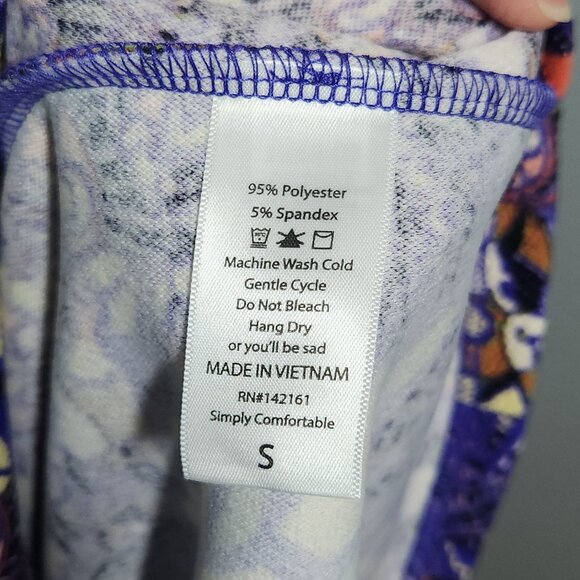 95% Polyester
5% Spandex
30°C
Machine Wash Cold
Gentle Cycle
Do Not Bleach
Hang Dry
or you'll be sad
MADE IN VIETNAM
RN#142161
Simply Comfortable
S